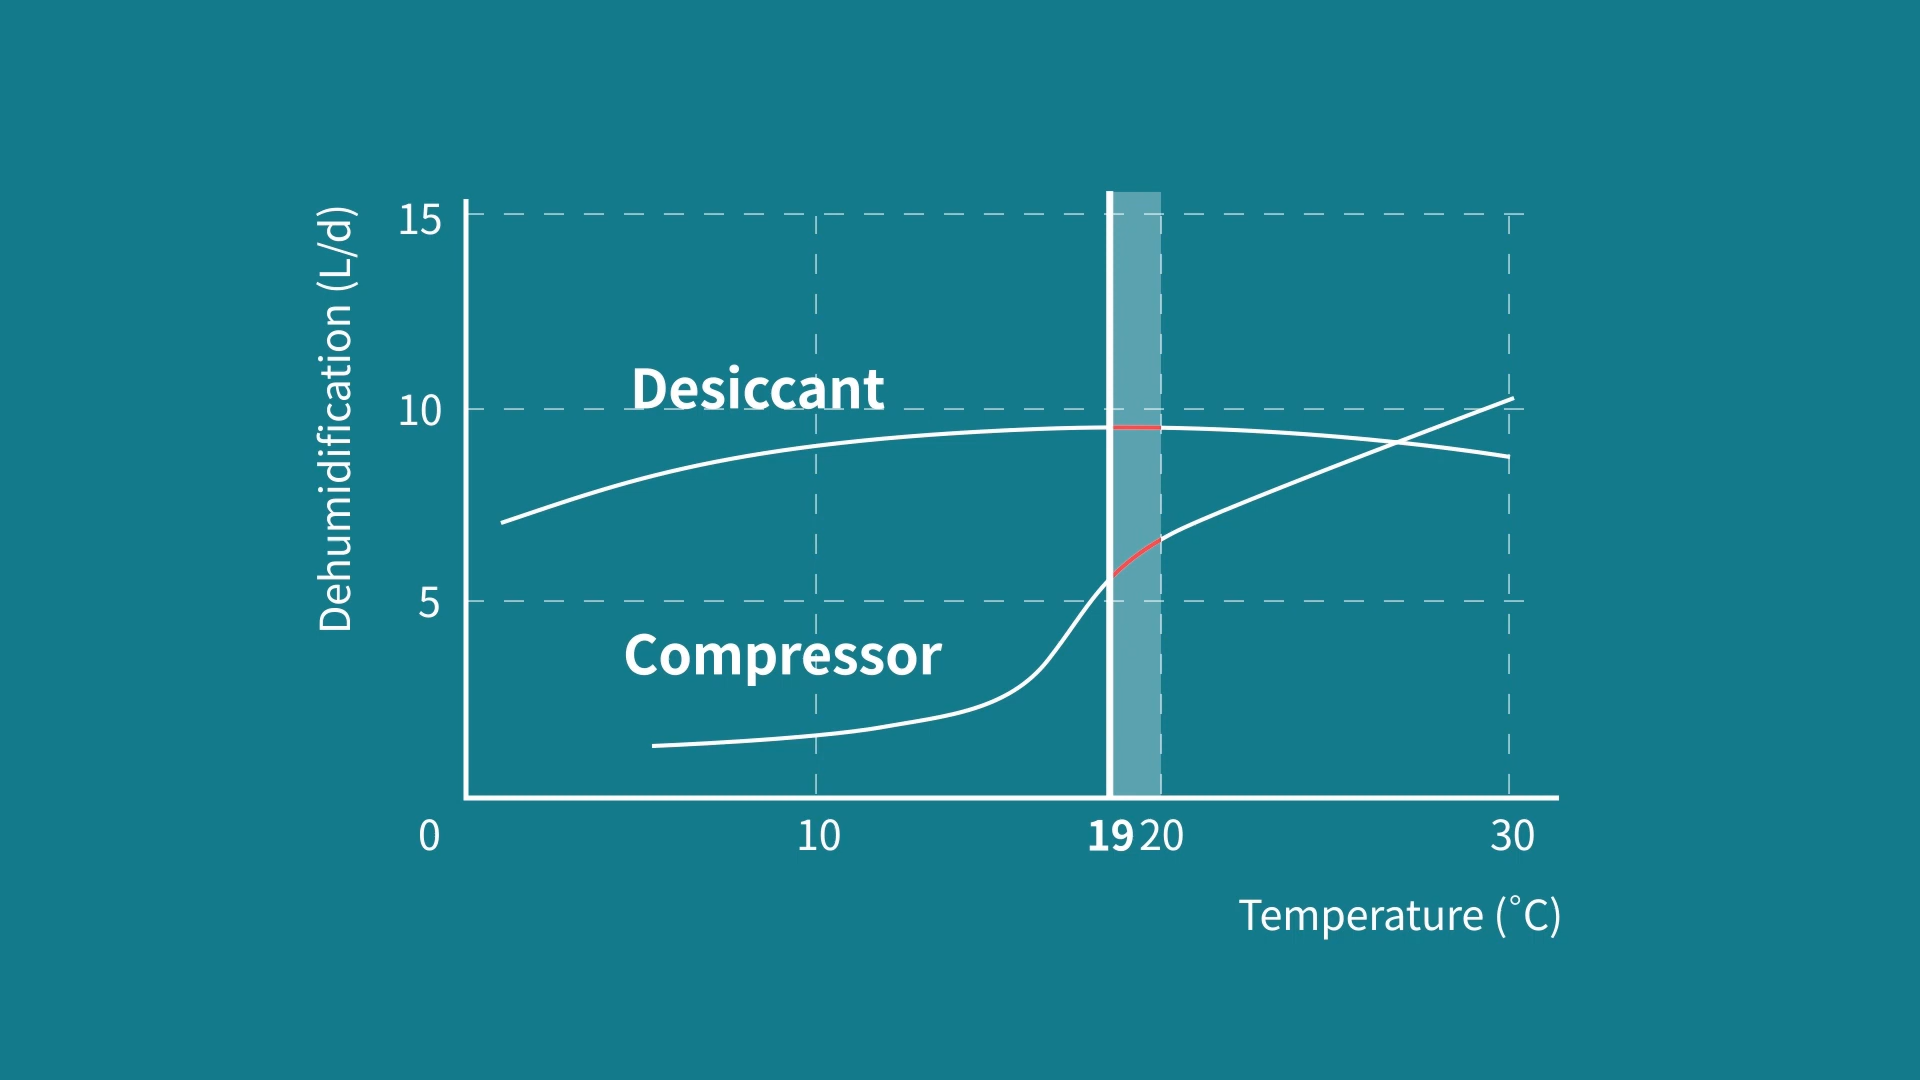 Dehumidification (L/d)
15
10
5
Desiccant
Compressor
0
10
19
20
30
Temperature (˚C)